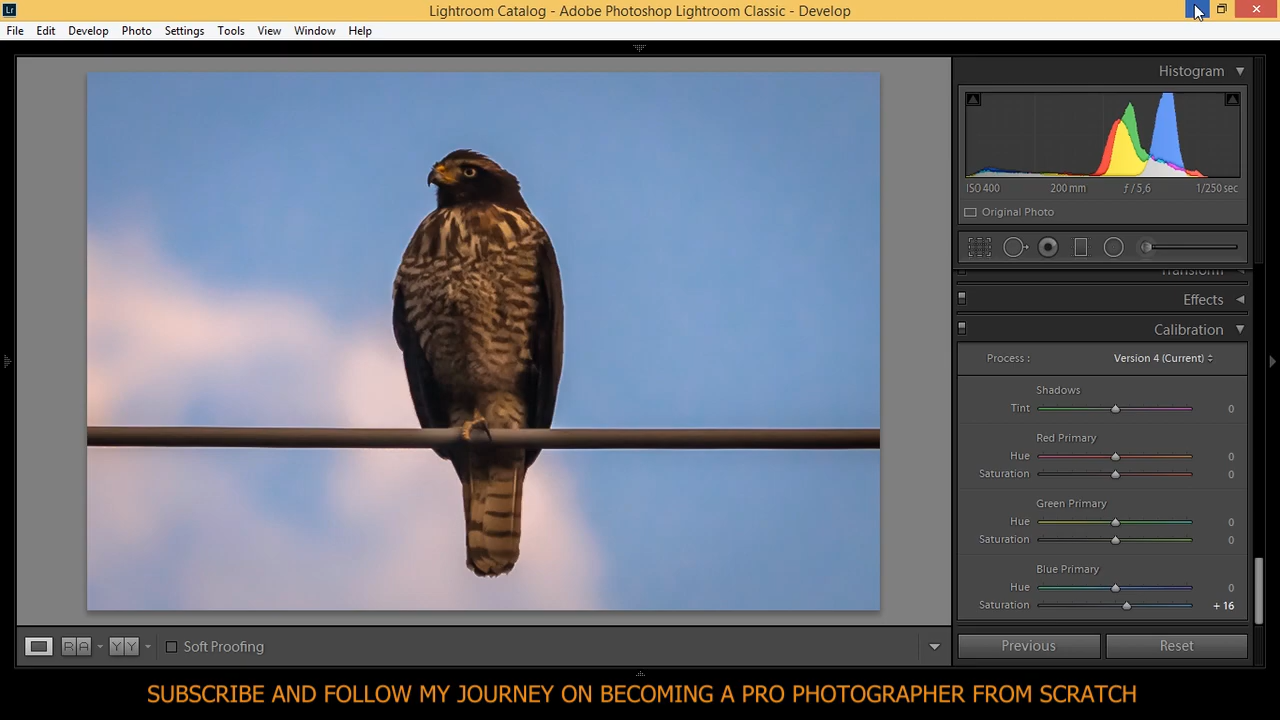 Lr
Lightroom Catalog - Adobe Photoshop Lightroom Classic - Develop
File Edit Develop Photo Settings Tools View Window Help
Histogram
ISO 400 200 mm ƒ / 5,6 1/250 sec
Original Photo
Transform
Effects
Calibration
Process : Version 4 (Current)
Shadows
Tint 0
Red Primary
Hue 0
Saturation 0
Green Primary
Hue 0
Saturation 0
Blue Primary
Hue 0
Saturation + 16
R A Y Y Soft Proofing
Previous Reset
SUBSCRIBE AND FOLLOW MY JOURNEY ON BECOMING A PRO PHOTOGRAPHER FROM SCRATCH